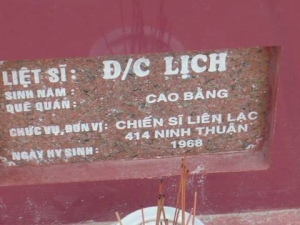 LIỆT SĨ: Đ/C LỊCH
SINH NĂM:
QUÊ QUÁN: CAO BẰNG
CHỨC VỤ, ĐƠN VỊ: CHIẾN SĨ LIÊN LẠC
414 NINH THUẬN
NGÀY HY SINH: 1968